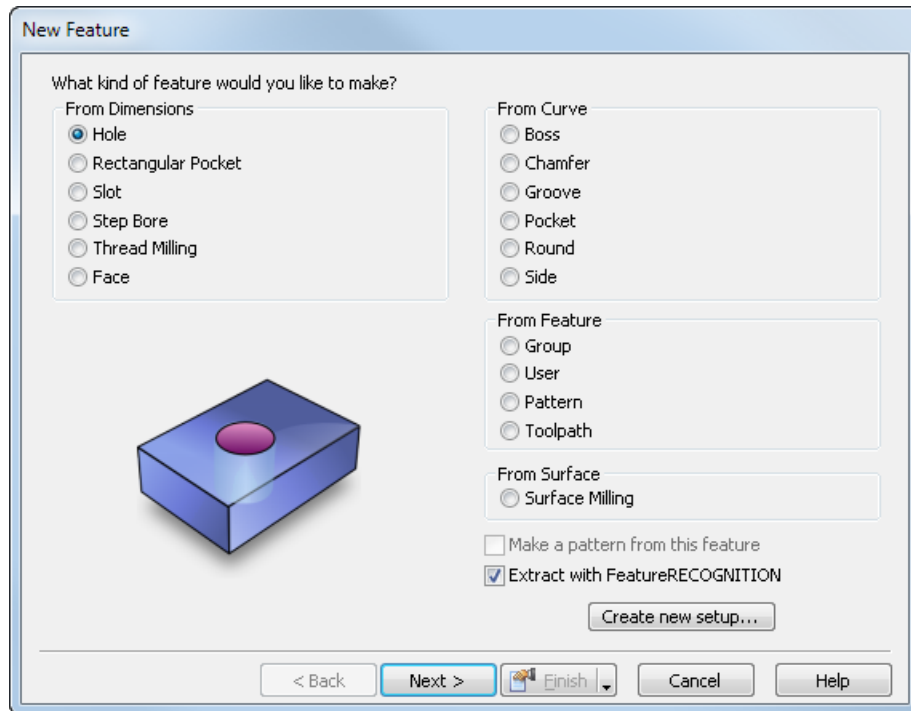 New Feature
What kind of feature would you like to make?
From Dimensions
Hole
Rectangular Pocket
Slot
Step Bore
Thread Milling
Face
From Curve
Boss
Chamfer
Groove
Pocket
Round
Side
From Feature
Group
User
Pattern
Toolpath
From Surface
Surface Milling
Make a pattern from this feature
Extract with FeatureRECOGNITION
Create new setup...
< Back Next > Finish Cancel Help